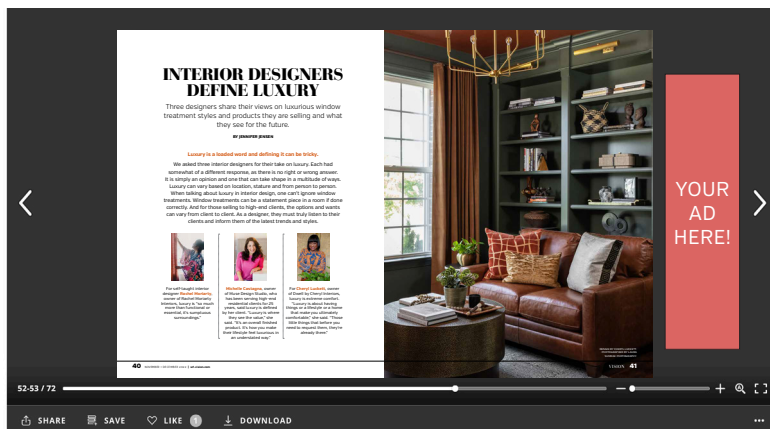 INTERIOR DESIGNERS
DEFINE LUXURY
Three designers share their views on luxurious window
treatment styles and products they are selling and what
they see for the future.
BY JENNIFER JENSEN
Luxury is a loaded word and defining it can be tricky.
We asked three interior designers for their take on luxury. Each had
somewhat of a different response, as there is no right or wrong answer.
It is simply an opinion and one that can take shape in a multitude of ways.
Luxury can vary based on location, stature and from person to person.
When talking about luxury in interior design, one can't ignore window
treatments. Window treatments can be a statement piece in a room if done
correctly. And for those selling to high-end clients, the options and wants
can vary from client to client. As a designer, they must truly listen to their
clients and inform them of the latest trends and styles.
For self-taught interior
designer Rachel Moriarty,
owner of Rachel Moriarty
Interiors, luxury is "so much
more than functional or
essential, it's sumptuous
surroundings."
Michelle Castagna, owner
of Muse Design Studio, who
has been serving high-end
residential clients for 25
years, said luxury is defined
by her client. "Luxury is where
they see the value," she
said. "It's an overall finished
product. It's how you make
their lifestyle feel luxurious in
an understated way."
For Cheryl Luckett, owner
of Dwell by Cheryl Interiors,
luxury is extreme comfort.
"Luxury is about having
things or a lifestyle or a home
that make you ultimately
comfortable," she said. "Those
little things that before you
need to request them, they're
already there."
40
VISION 41
YOUR
AD
HERE!
52-53 / 72
SHARE SAVE LIKE 1 DOWNLOAD